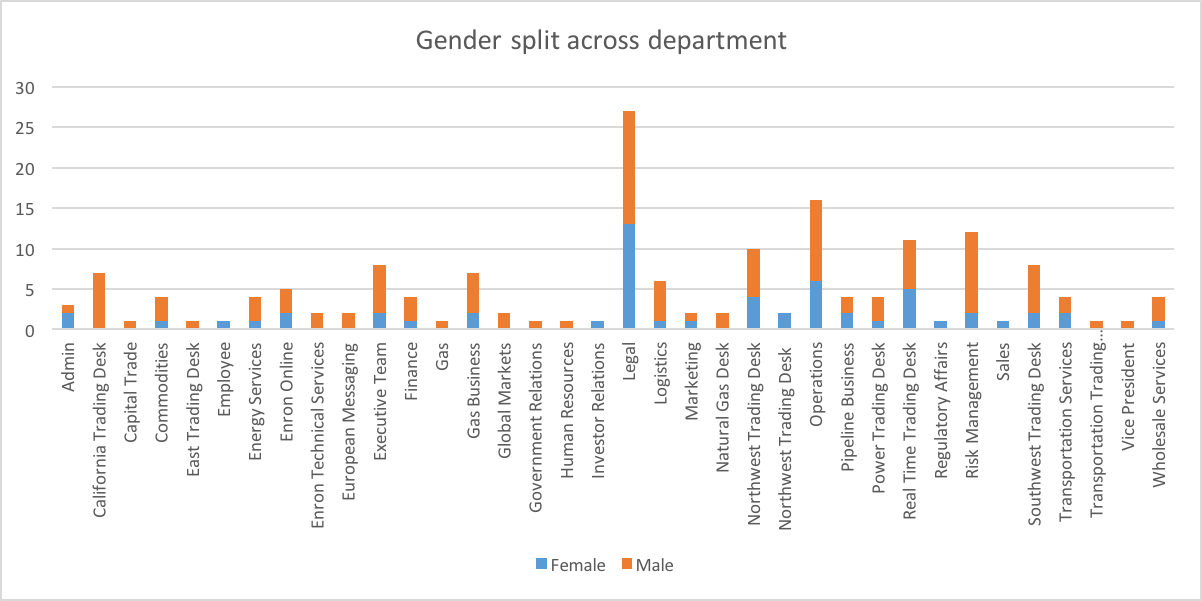 Gender split across department
30
25
20
15
10
5
0
Admin
California Trading Desk
Capital Trade
Commodities
East Trading Desk
Employee
Energy Services
Enron Online
Enron Technical Services
European Messaging
Executive Team
Finance
Gas
Gas Business
Global Markets
Government Relations
Human Resources
Investor Relations
Legal
Logistics
Marketing
Natural Gas Desk
Northwest Trading Desk
Northwest Trading Desk
Operations
Pipeline Business
Power Trading Desk
Real Time Trading Desk
Regulatory Affairs
Risk Management
Sales
Southwest Trading Desk
Transportation Services
Transportation Trading…
Vice President
Wholesale Services
Female Male